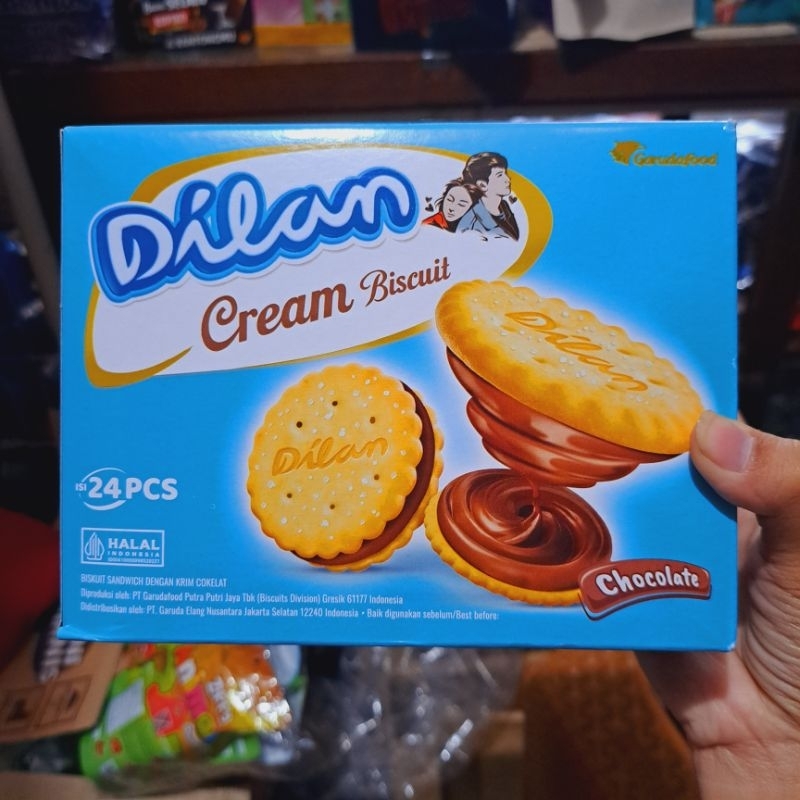 Garudafood
Dilan
Cream Biscuit
Dilan
Dilan
ISI 24 PCS
HALAL
INDONESIA
Chocolate
BISKUIT SANDWICH DENGAN KRIM COKELAT
Diproduksi oleh: PT Garudafood Putra Putri Jaya Tbk (Biscuits Division) Gresik 61177 Indonesia
Didistribusikan oleh: PT. Garuda Elang Nusantara Jakarta Selatan 12240 Indonesia • Baik digunakan sebelum/Best before: